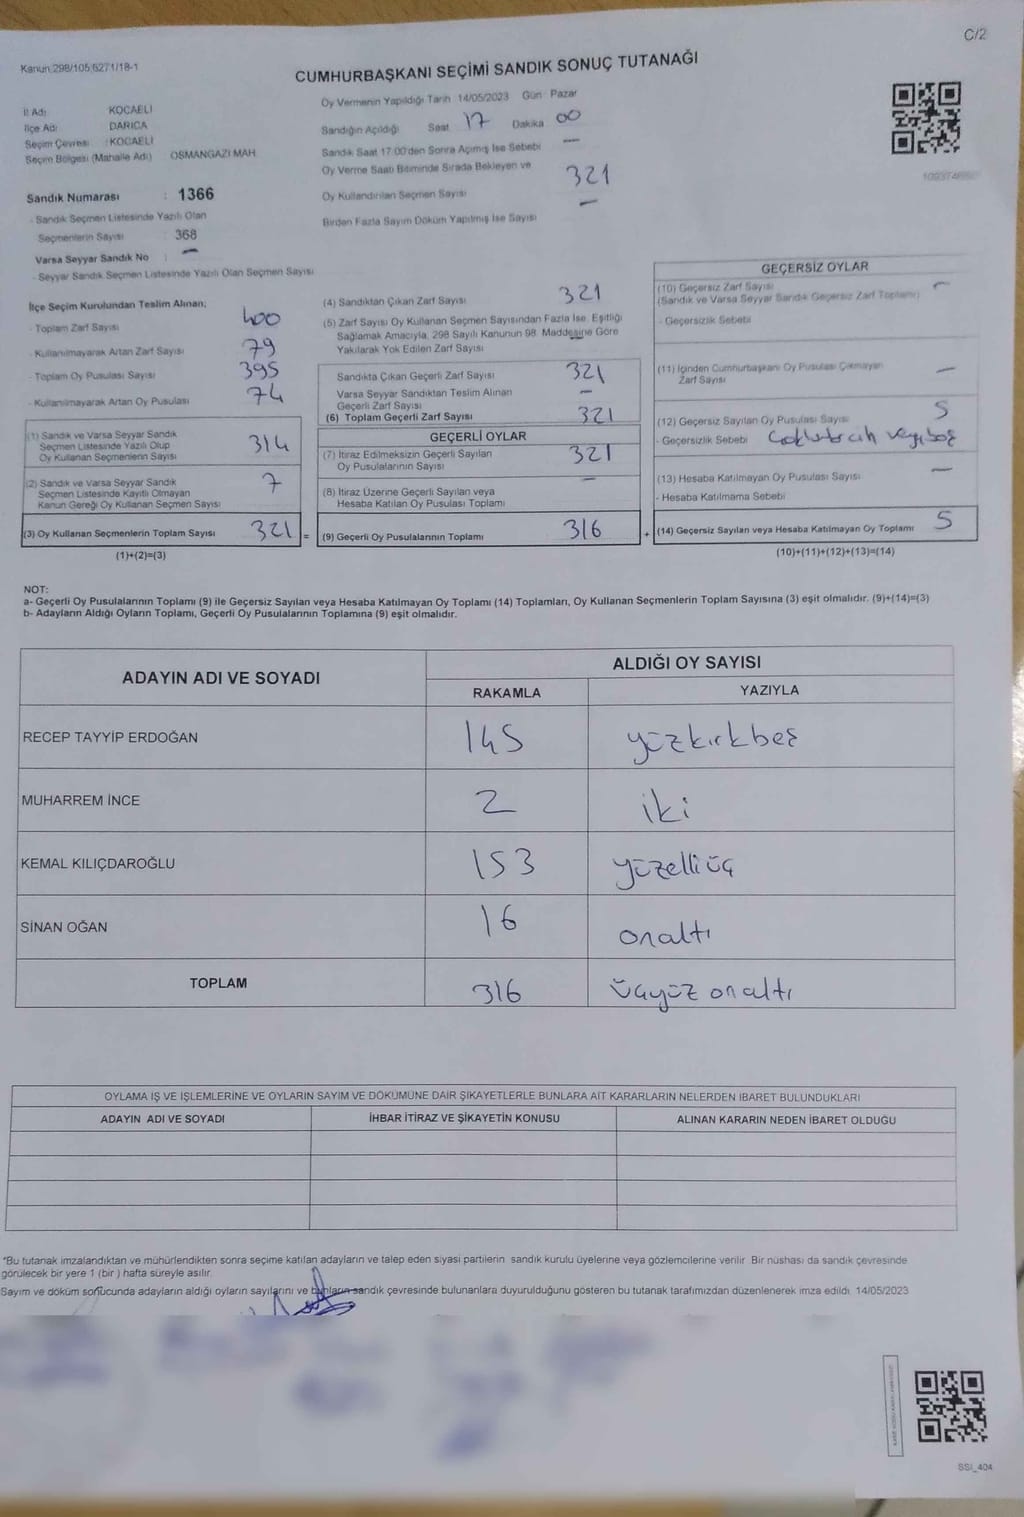 C/2
Kanun 298/105,6271/18-1
CUMHURBAŞKANI SEÇİMİ SANDIK SONUÇ TUTANAĞI
İl Adı : KOCAELİ
İlçe Adı : DARICA
Seçim Çevresi : KOCAELİ
Seçim Bölgesi (Mahalle Adı) OSMANGAZI MAH
Sandık Numarası : 1366
- Sandık Seçmen Listesinde Yazılı Olan
Seçmenlerin Sayısı : 368
Varsa Seyyar Sandık No : —
- Seyyar Sandık Seçmen Listesinde Yazılı Olan Seçmen Sayısı
Oy Vermenin Yapıldığı Tarih 14/05/2023 Gün : Pazar
Sandığın Açıldığı Saat 17 Dakika 00
Sandık Saat 17:00'den Sonra Açımış İse Sebebi —
Oy Verme Saati Bitiminde Sırada Bekleyen ve
Oy Kullandırılan Seçmen Sayısı 321
Birden Fazla Sayım Döküm Yapılmış İse Sayısı —
İlçe Seçim Kurulundan Teslim Alınan;
- Toplam Zarf Sayısı 400
- Kullanılmayarak Artan Zarf Sayısı 79
- Toplam Oy Pusulası Sayısı 395
- Kullanılmayarak Artan Oy Pusulası 74
(1) Sandık ve Varsa Seyyar Sandık
Seçmen Listesinde Yazılı Olup
Oy Kullanan Seçmenlerin Sayısı 314
(2) Sandık ve Varsa Seyyar Sandık
Seçmen Listesinde Kayıtlı Olmayan
Kanun Gereği Oy Kullanan Seçmen Sayısı 7
(3) Oy Kullanan Seçmenlerin Toplam Sayısı 321 =
(1)+(2)=(3)
(4) Sandıktan Çıkan Zarf Sayısı 321
(5) Zarf Sayısı Oy Kullanan Seçmen Sayısından Fazla İse, Eşitliği
Sağlamak Amacıyla, 298 Sayılı Kanunun 98. Maddesine Göre
Yakılarak Yok Edilen Zarf Sayısı
Sandıkta Çıkan Geçerli Zarf Sayısı 321
Varsa Seyyar Sandıktan Teslim Alınan
Geçerli Zarf Sayısı —
(6) Toplam Geçerli Zarf Sayısı 321
GEÇERLİ OYLAR
(7) İtiraz Edilmeksizin Geçerli Sayılan
Oy Pusulalarının Sayısı 321
(8) İtiraz Üzerine Geçerli Sayılan veya
Hesaba Katılan Oy Pusulası Toplamı —
(9) Geçerli Oy Pusulalarının Toplamı 316 +
GEÇERSİZ OYLAR
(10) Geçersiz Zarf Sayısı —
(Sandık ve Varsa Seyyar Sandık Geçersiz Zarf Toplamı)
- Geçersizlik Sebebi
(11) İçinden Cumhurbaşkanı Oy Pusulası Çıkmayan
Zarf Sayısı —
(12) Geçersiz Sayılan Oy Pusulası Sayısı 5
- Geçersizlik Sebebi
(13) Hesaba Katılmayan Oy Pusulası Sayısı —
- Hesaba Katılmama Sebebi
(14) Geçersiz Sayılan veya Hesaba Katılmayan Oy Toplamı 5
(10)+(11)+(12)+(13)=(14)
NOT:
a- Geçerli Oy Pusulalarının Toplamı (9) ile Geçersiz Sayılan veya Hesaba Katılmayan Oy Toplamı (14) Toplamları, Oy Kullanan Seçmenlerin Toplam Sayısına (3) eşit olmalıdır. (9)+(14)=(3)
b- Adayların Aldığı Oyların Toplamı, Geçerli Oy Pusulalarının Toplamına (9) eşit olmalıdır.
ADAYIN ADI VE SOYADI
ALDIĞI OY SAYISI
RAKAMLA YAZIYLA
RECEP TAYYİP ERDOĞAN 145 yüzkırkbeş
MUHARREM İNCE 2 iki
KEMAL KILIÇDAROĞLU 153 yüzelliüç
SİNAN OĞAN 16 onaltı
TOPLAM 316 üçyüz onaltı
OYLAMA İŞ VE İŞLEMLERİNE VE OYLARIN SAYIM VE DÖKÜMÜNE DAİR ŞİKAYETLERLE BUNLARA AİT KARARLARIN NELERDEN İBARET BULUNDUKLARI
ADAYIN ADI VE SOYADI İHBAR İTİRAZ VE ŞİKAYETİN KONUSU ALINAN KARARIN NEDEN İBARET OLDUĞU
*Bu tutanak imzalandıktan ve mühürlendikten sonra seçime katılan adayların ve talep eden siyasi partilerin sandık kurulu üyelerine veya gözlemcilerine verilir. Bir nüshası da sandık çevresinde
görülecek bir yere 1 (bir ) hafta süreyle asılır.
Sayım ve döküm sonucunda adayların aldığı oyların sayılarını ve bunların sandık çevresinde bulunanlara duyurulduğunu gösteren bu tutanak tarafımızdan düzenlenerek imza edildi. 14/05/2023
SSI_404